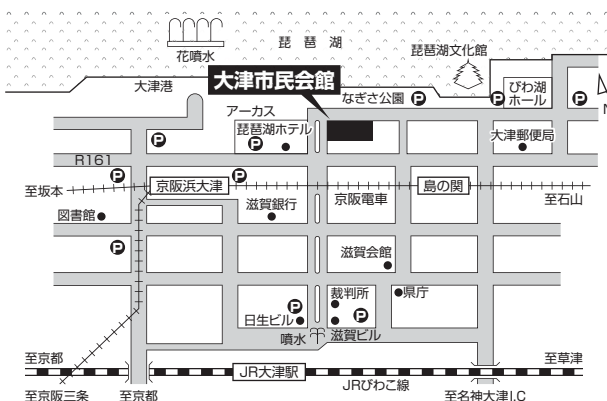 琵琶湖
花噴水
琵琶湖文化館
大津港
大津市民会館
なぎさ公園
P
P
びわ湖
ホール
P
N
アーカス
琵琶湖ホテル
P
P
大津郵便局
R161
P
P
至坂本
京阪浜大津
島の関
京阪電車
至石山
図書館
滋賀銀行
P
滋賀会館
裁判所
県庁
P
日生ビル
P
噴水
滋賀ビル
至京都
至草津
JR大津駅
JRびわこ線
至京阪三条
至京都
至名神大津I.C